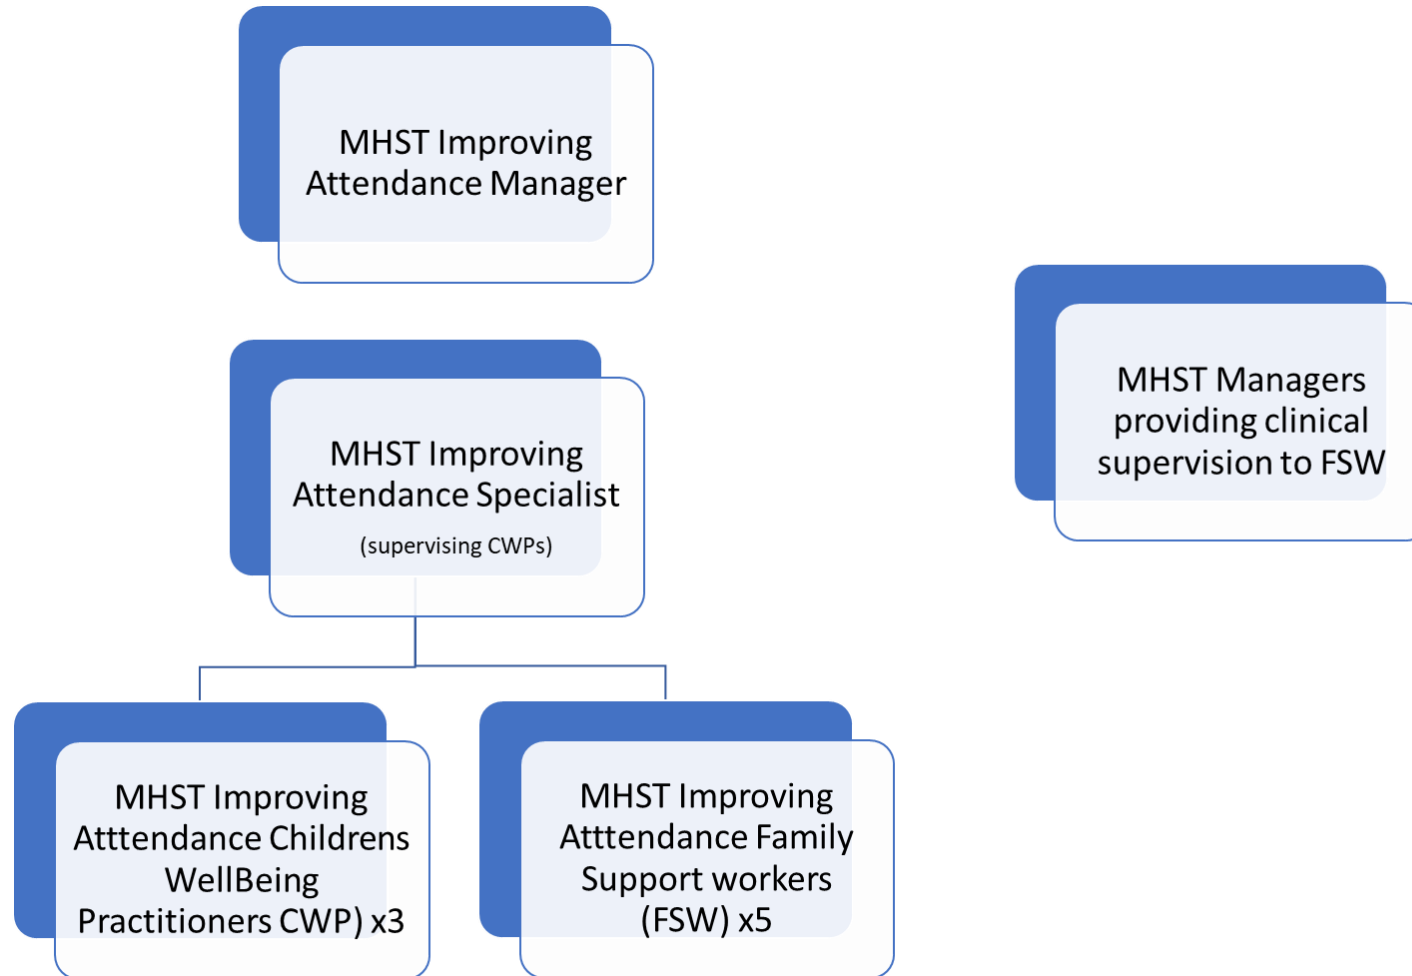 MHST Improving
Attendance Manager
MHST Managers
providing clinical
supervision to FSW
MHST Improving
Attendance Specialist
(supervising CWPs)
MHST Improving
Atttendance Childrens
WellBeing
Practitioners CWP) x3
MHST Improving
Atttendance Family
Support workers
(FSW) x5